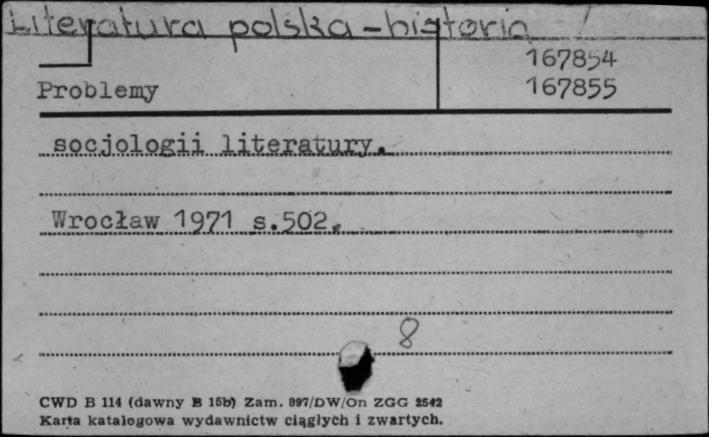 Literatura polska - historia
167854
Problemy
167855
socjologii literatury.
Wrocław 1971 s.502.
8
CWD B 114 (dawny B 15b) Zam. 897/DW/On ZGG 2542
Karta katalogowa wydawnictw ciągłych i zwartych.